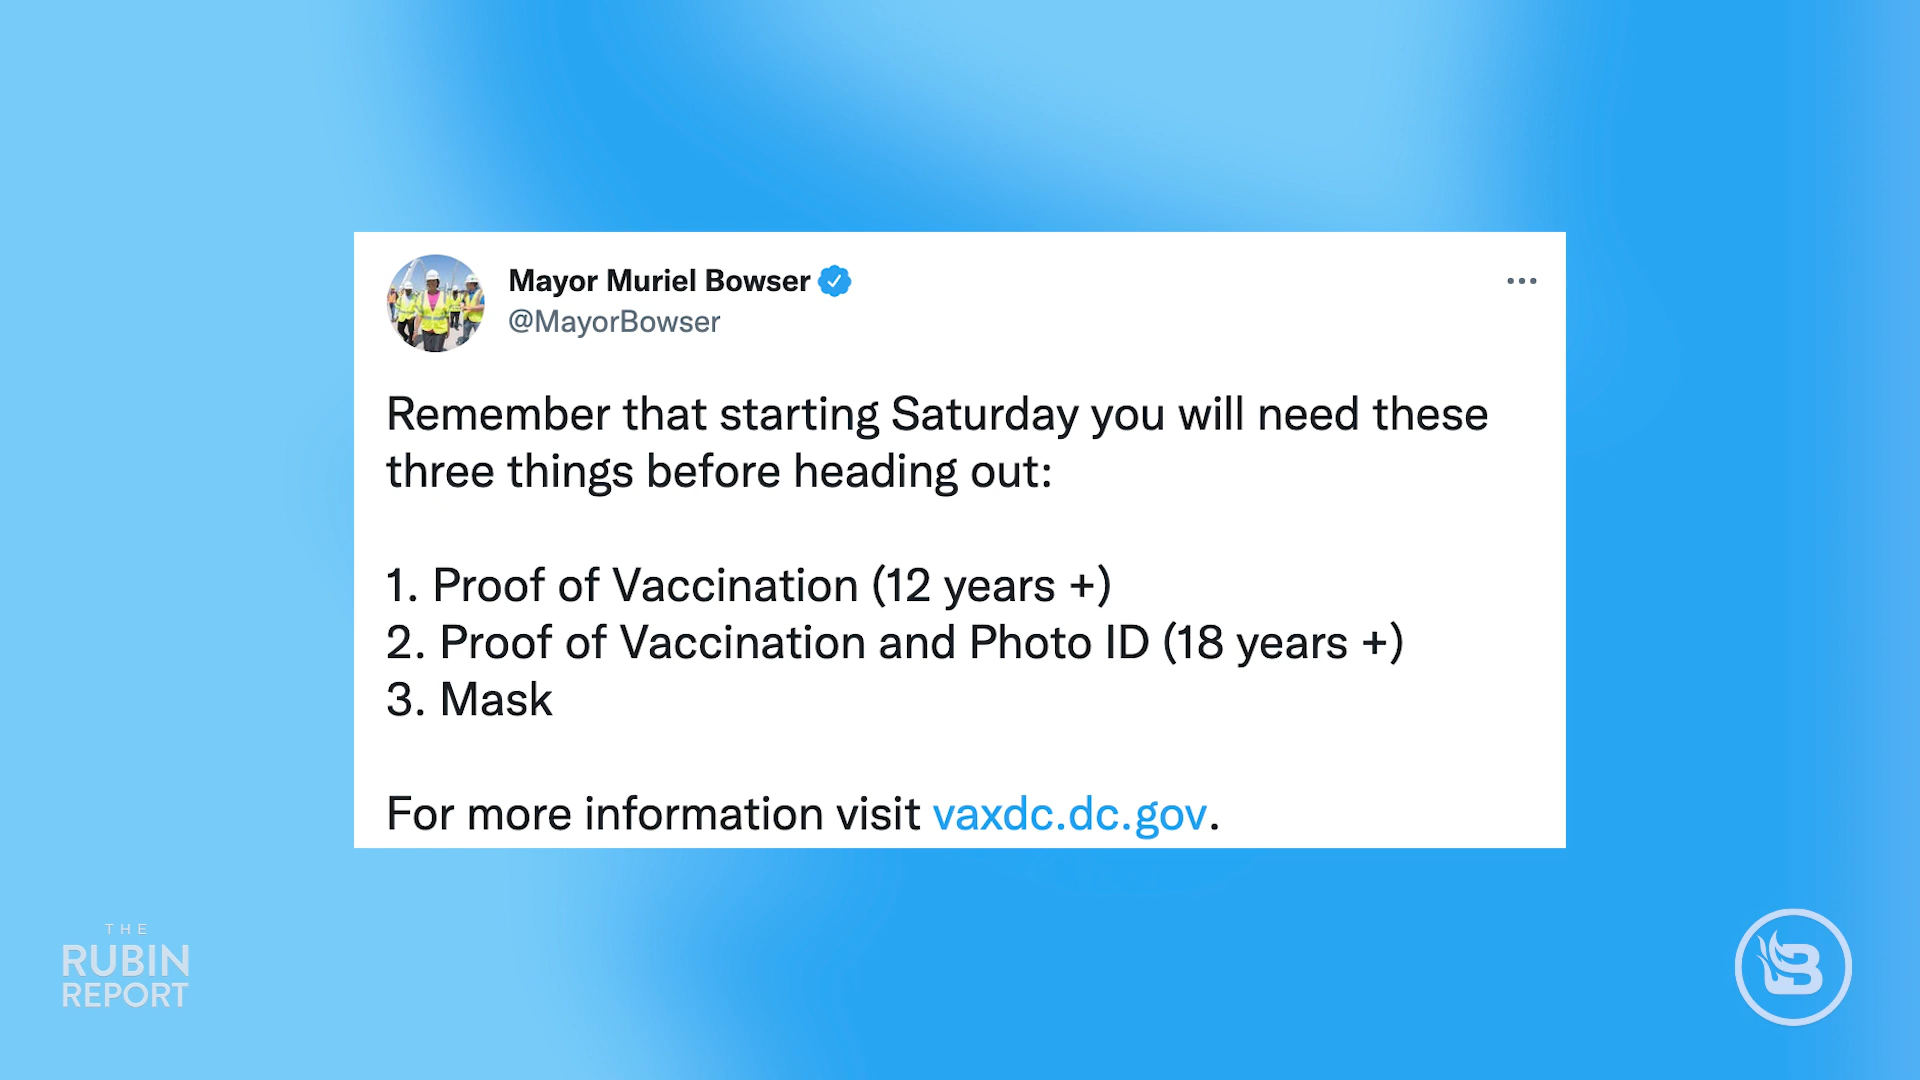 Mayor Muriel Bowser
@MayorBowser
Remember that starting Saturday you will need these
three things before heading out:
1. Proof of Vaccination (12 years +)
2. Proof of Vaccination and Photo ID (18 years +)
3. Mask
For more information visit vaxdc.dc.gov.
THE
RUBIN
REPORT
B